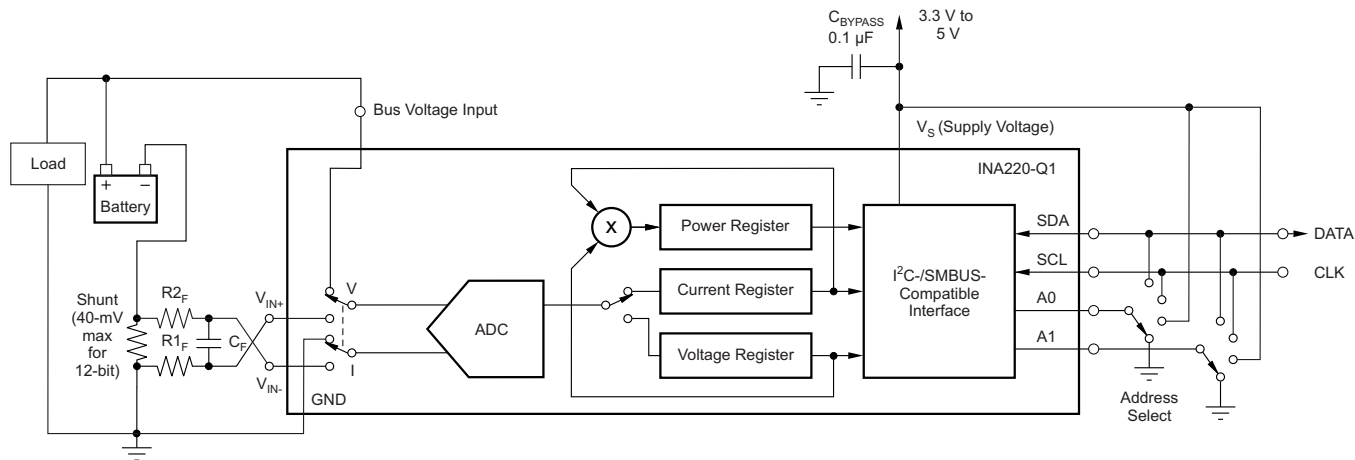 C_BYPASS
0.1 µF
3.3 V to
5 V
Bus Voltage Input
V_S (Supply Voltage)
INA220-Q1
Load
+ –
Battery
Shunt
(40-mV
max
for
12-bit)
R2_F
R1_F
C_F
V_IN+
V_IN-
V
I
GND
ADC
X
Power Register
Current Register
Voltage Register
I²C-/SMBUS-
Compatible
Interface
SDA
SCL
A0
A1
DATA
CLK
Address
Select